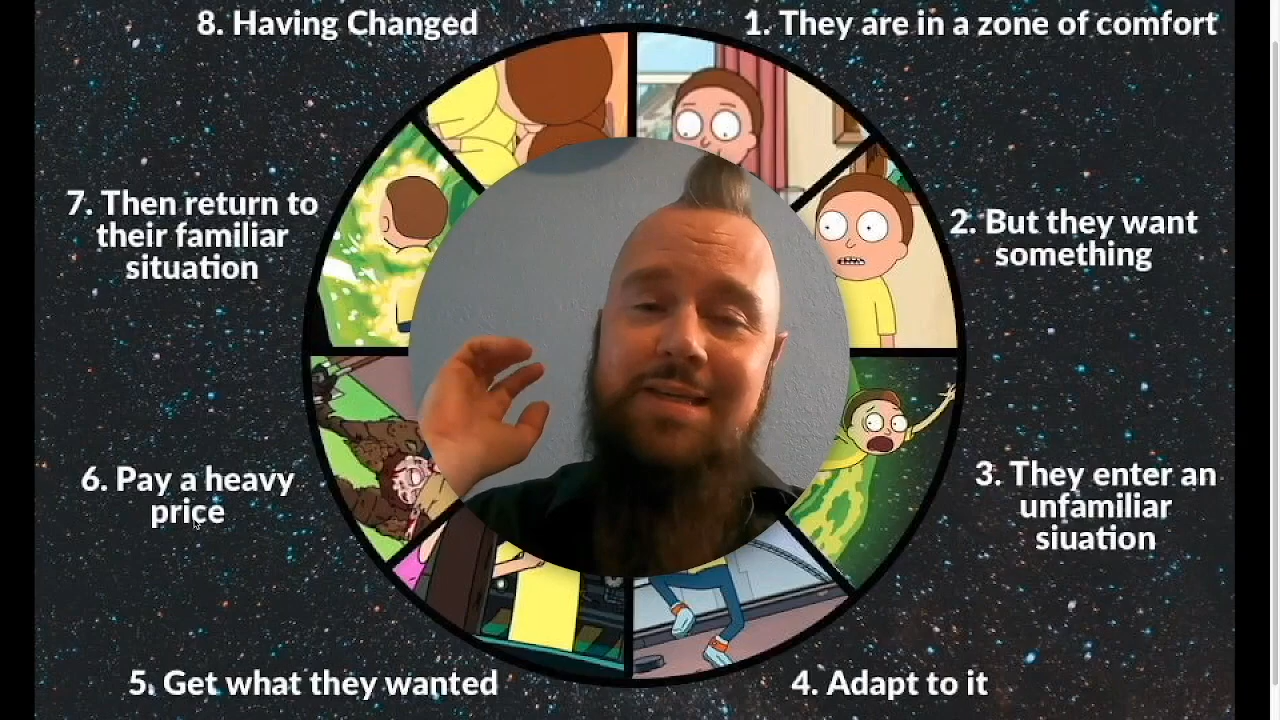 8. Having Changed
1. They are in a zone of comfort
7. Then return to
their familiar
situation
2. But they want
something
6. Pay a heavy
price
3. They enter an
unfamiliar
siuation
5. Get what they wanted
4. Adapt to it